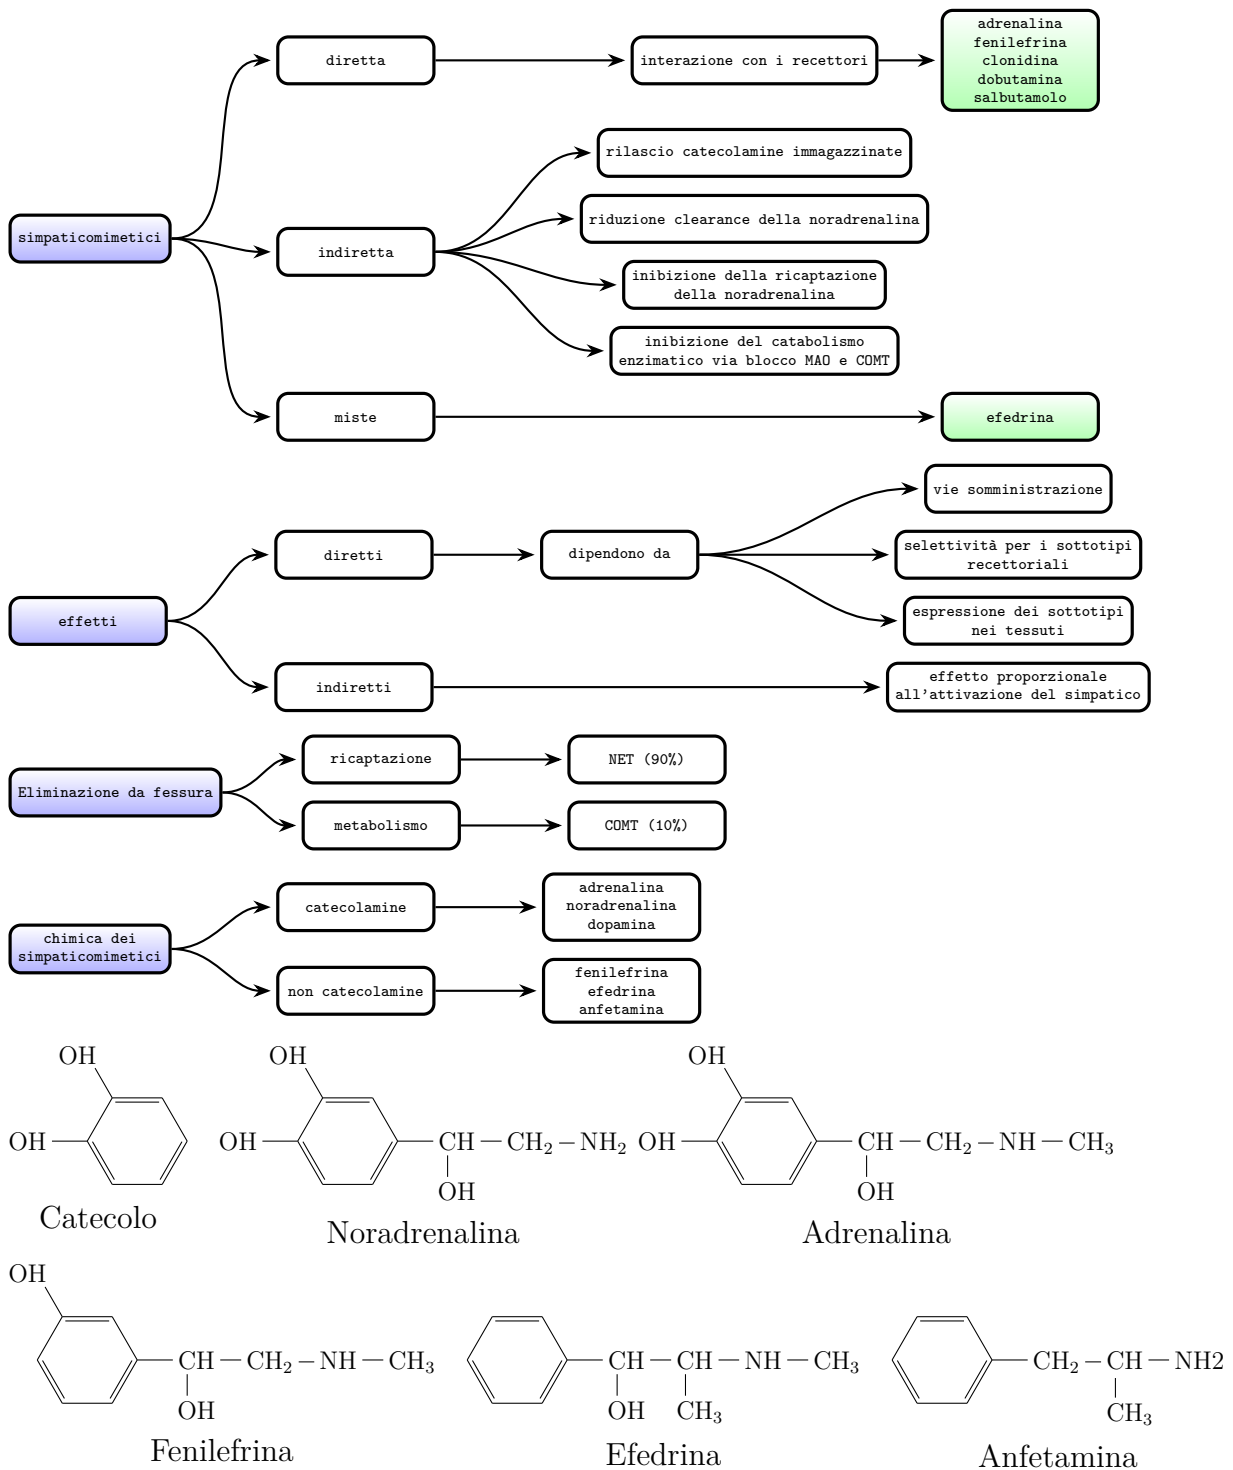 diretta
interazione con i recettori
adrenalina
fenilefrina
clonidina
dobutamina
salbutamolo
rilascio catecolamine immagazzinate
riduzione clearance della noradrenalina
simpaticomimetici
indiretta
inibizione della ricaptazione
della noradrenalina
inibizione del catabolismo
enzimatico via blocco MAO e COMT
miste
efedrina
vie somministrazione
diretti
dipendono da
selettività per i sottotipi
recettoriali
effetti
espressione dei sottotipi
nei tessuti
indiretti
effetto proporzionale
all'attivazione del simpatico
ricaptazione
NET (90%)
Eliminazione da fessura
metabolismo
COMT (10%)
catecolamine
adrenalina
noradrenalina
dopamina
chimica dei
simpaticomimetici
non catecolamine
fenilefrina
efedrina
anfetamina
OH
OH
Catecolo
OH
OH CH CH₂ NH₂
OH
Noradrenalina
OH
OH CH CH₂ NH CH₃
OH
Adrenalina
OH
CH CH₂ NH CH₃
OH
Fenilefrina
CH CH NH CH₃
OH CH₃
Efedrina
CH₂ CH NH2
CH₃
Anfetamina